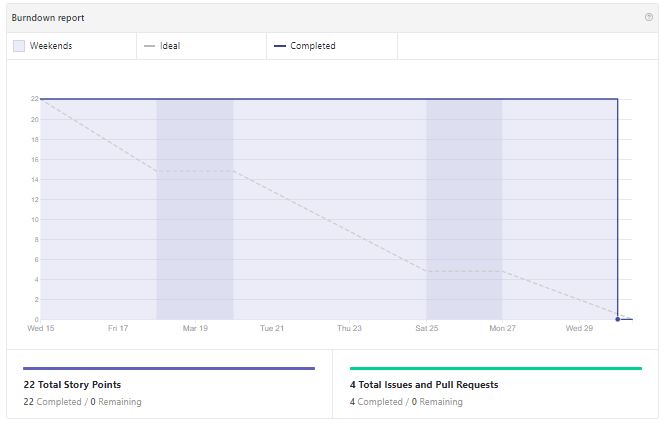 Burndown report
Weekends Ideal Completed
22
20
18
16
14
12
10
8
6
4
2
0
Wed 15 Fri 17 Mar 19 Tue 21 Thu 23 Sat 25 Mon 27 Wed 29
22 Total Story Points
22 Completed / 0 Remaining
4 Total Issues and Pull Requests
4 Completed / 0 Remaining